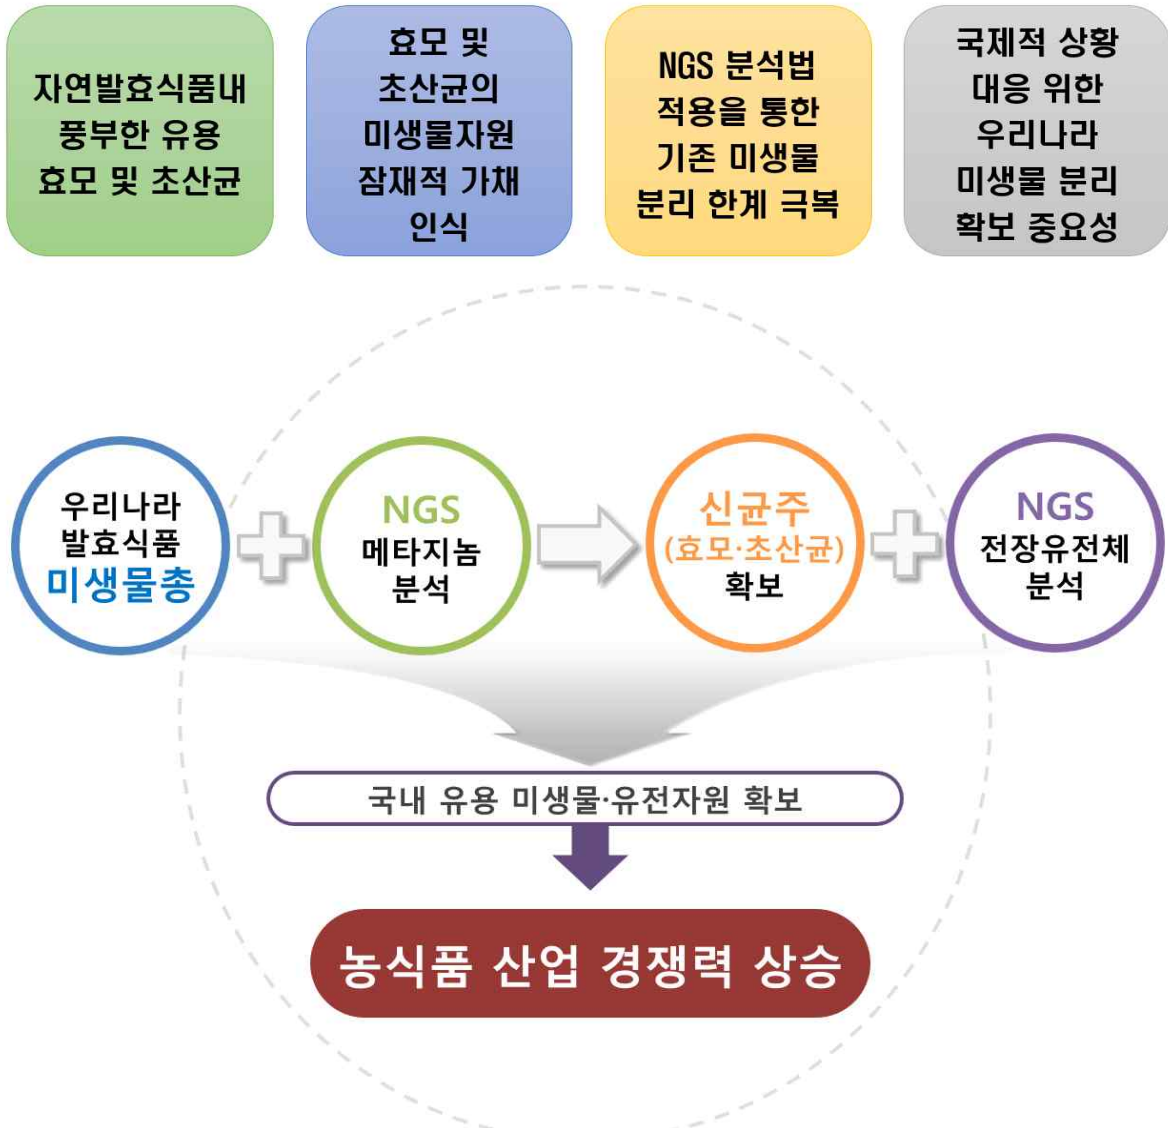 자연발효식품내
풍부한 유용
효모 및 초산균
효모 및
초산균의
미생물자원
잠재적 가채
인식
NGS 분석법
적용을 통한
기존 미생물
분리 한계 극복
국제적 상황
대응 위한
우리나라
미생물 분리
확보 중요성
우리나라
발효식품
미생물총
NGS
메타지놈
분석
신균주
(효모·초산균)
확보
NGS
전장유전체
분석
국내 유용 미생물·유전자원 확보
농식품 산업 경쟁력 상승